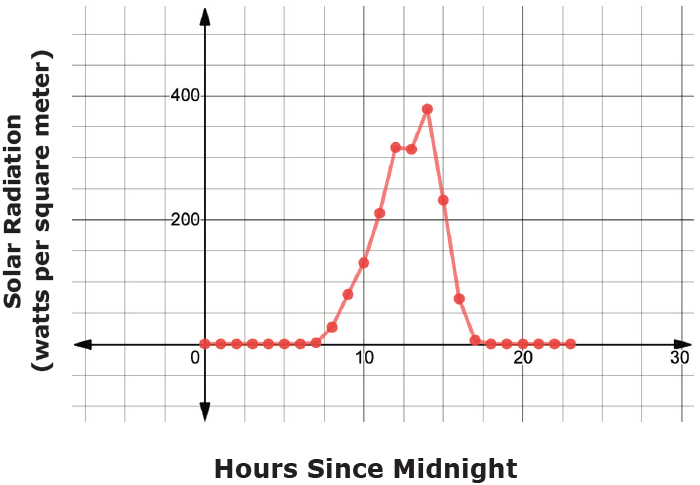 Solar Radiation
(watts per square meter)
400
200
0
10
20
30
Hours Since Midnight